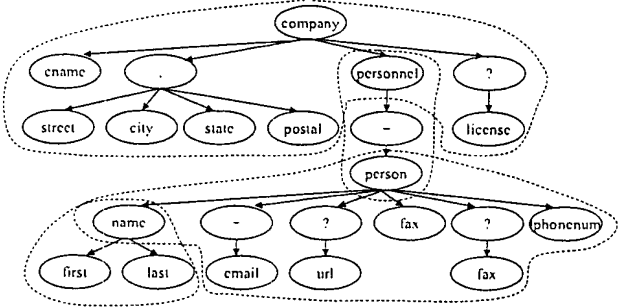 company
cname , personnel ?
street city state postal – license
person
name – ? fax ? phonenum
first last email url fax